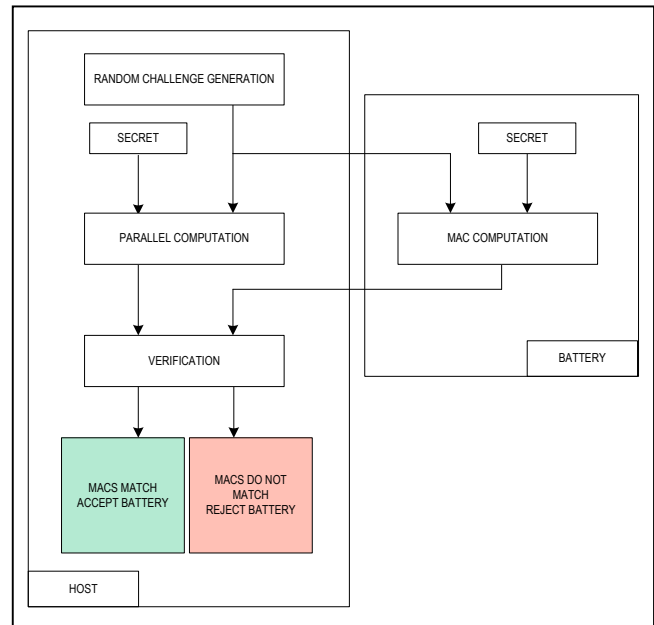 RANDOM CHALLENGE GENERATION
SECRET
SECRET
PARALLEL COMPUTATION
MAC COMPUTATION
VERIFICATION
BATTERY
MACS MATCH
ACCEPT BATTERY
MACS DO NOT
MATCH
REJECT BATTERY
HOST